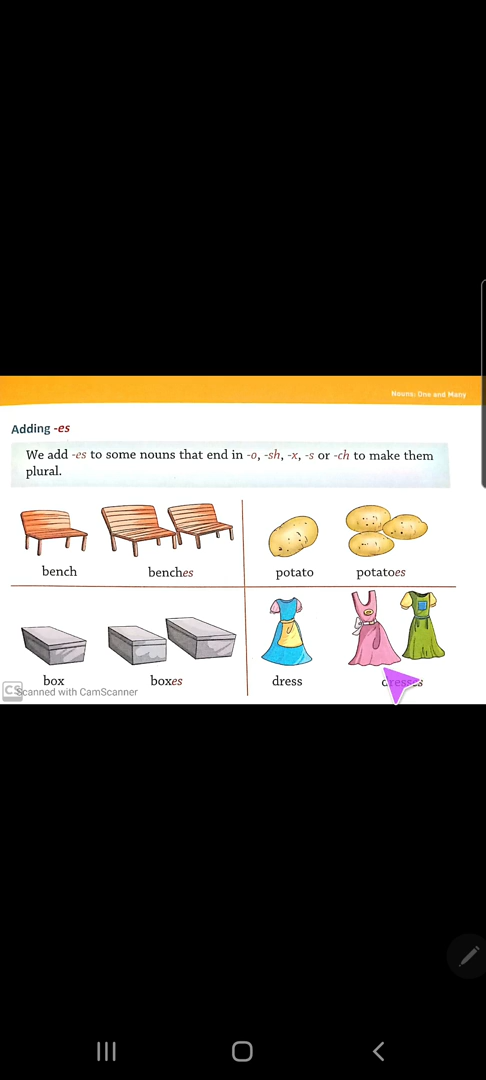 Nouns: One and Many
Adding -es
We add -es to some nouns that end in -o, -sh, -x, -s or -ch to make them
plural.
bench
benches
potato
potatoes
box
boxes
dress
dresses
CS Scanned with CamScanner